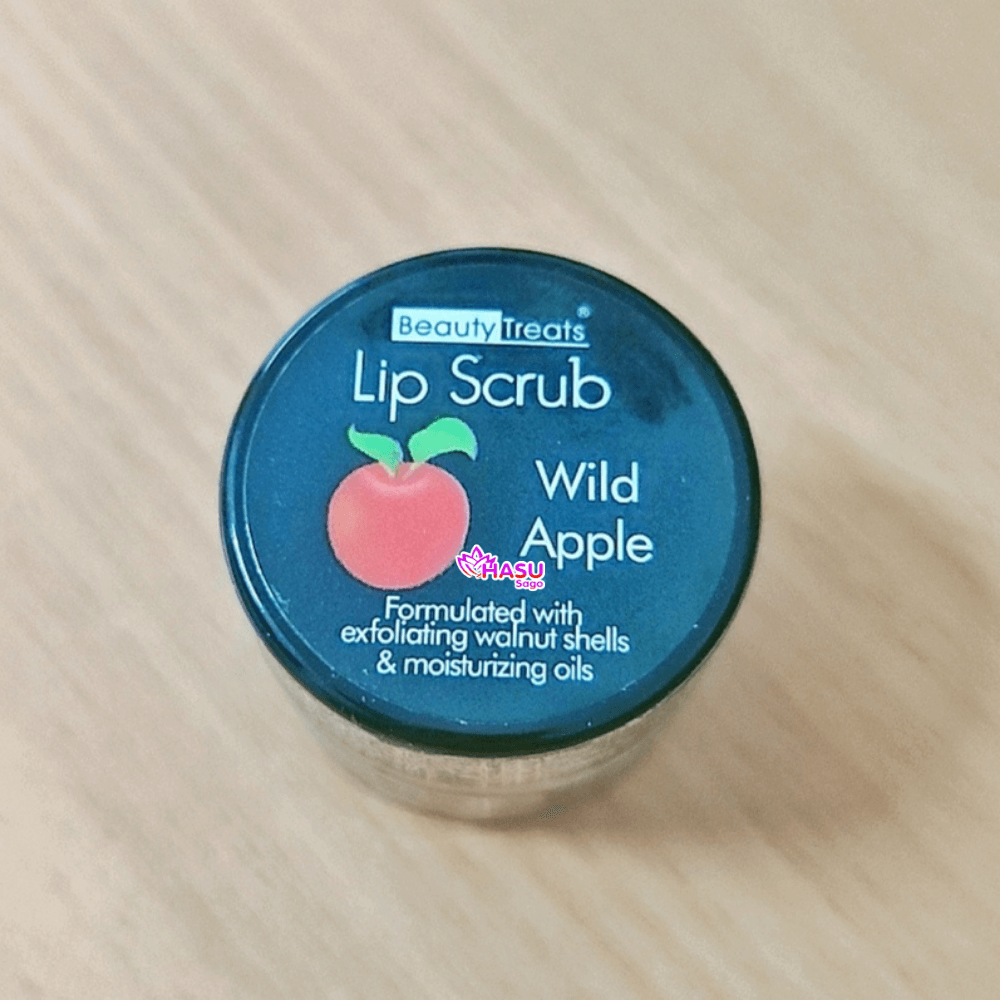 Beauty Treats®
Lip Scrub
Wild
Apple
HASU
Sago
Formulated with
exfoliating walnut shells
& moisturizing oils